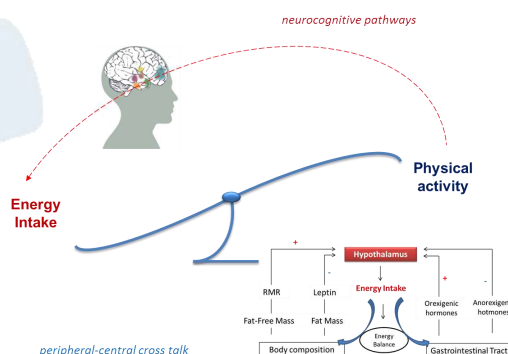 neurocognitive pathways
Physical
activity
Energy
Intake
+
Hypothalamus
-
+
-
RMR
Leptin
Energy Intake
Orexigenic
hormones
Anorexigen
hotmones
Fat-Free Mass
Fat Mass
Energy
Balance
Body composition
Gastrointestinal Tract
peripheral-central cross talk